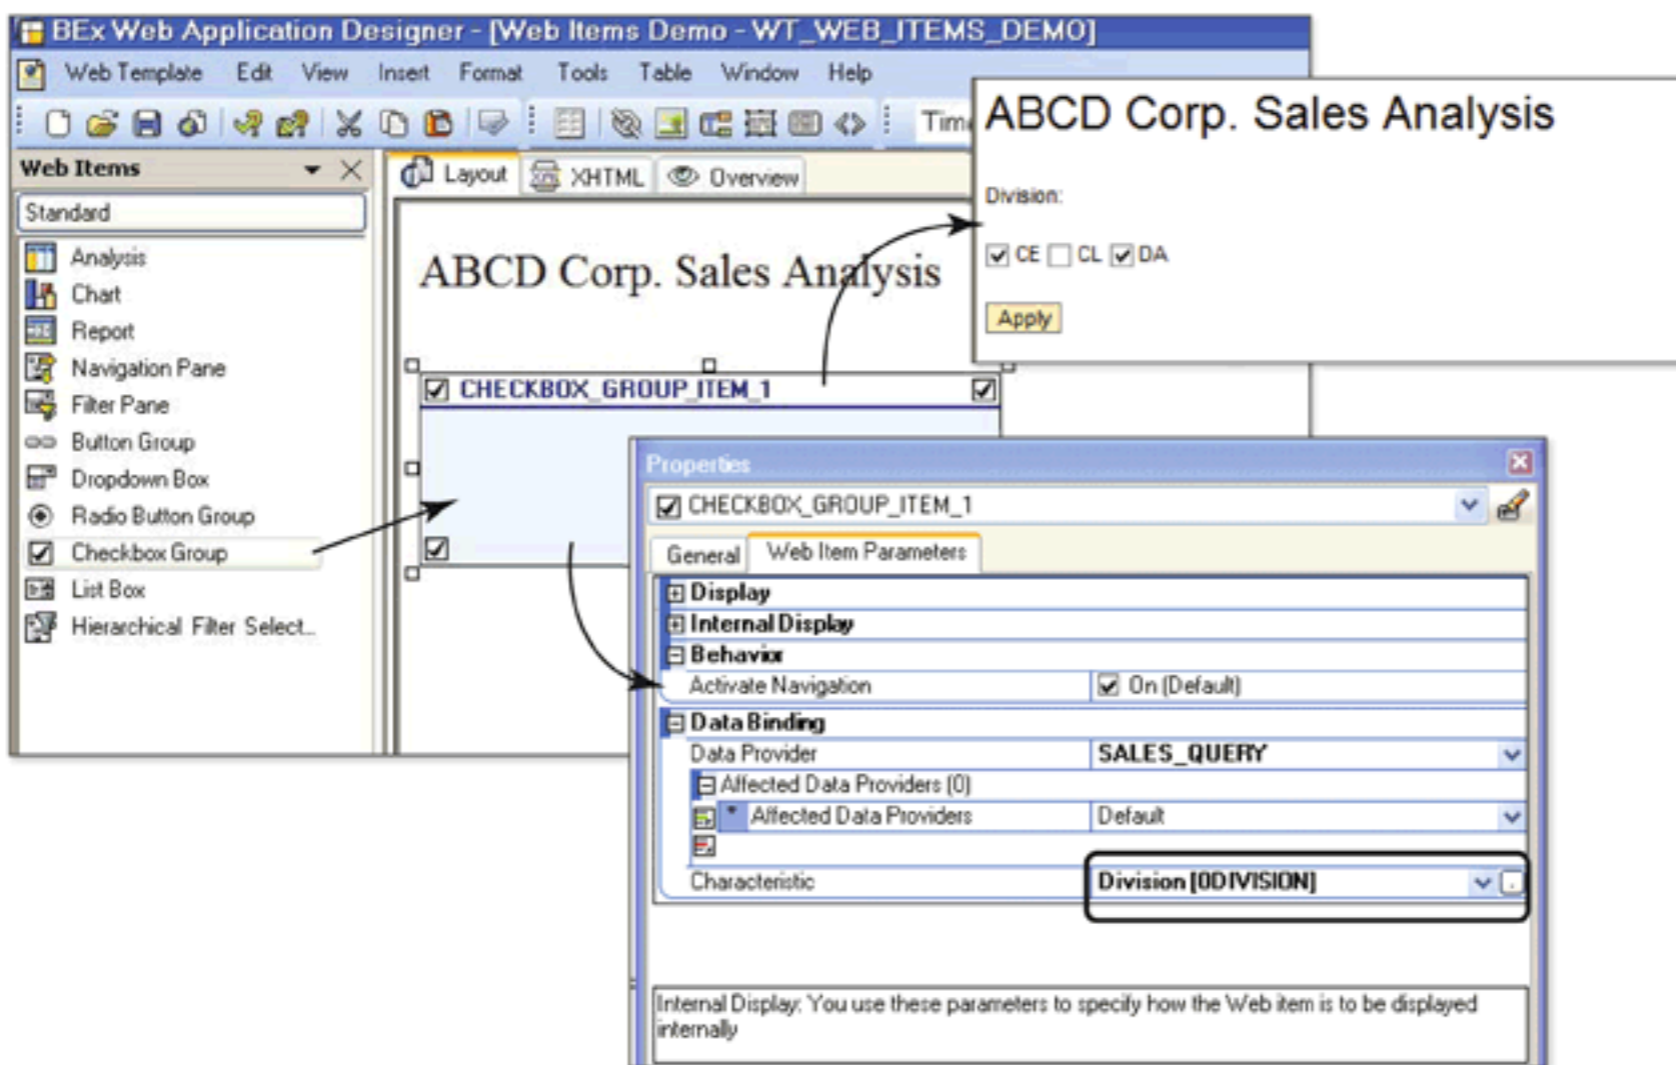 BEx Web Application Designer - [Web Items Demo - WT_WEB_ITEMS_DEMO]
Web Template Edit View Insert Format Tools Table Window Help
Web Items
Standard
Analysis
Chart
Report
Navigation Pane
Filter Pane
Button Group
Dropdown Box
Radio Button Group
Checkbox Group
List Box
Hierarchical Filter Select...
Layout XHTML Overview
ABCD Corp. Sales Analysis
CHECKBOX_GROUP_ITEM_1
ABCD Corp. Sales Analysis
Division:
CE CL DA
Apply
Properties
CHECKBOX_GROUP_ITEM_1
General Web Item Parameters
Display
Internal Display
Behavior
Activate Navigation On (Default)
Data Binding
Data Provider SALES_QUERY
Affected Data Providers (0)
* Affected Data Providers Default
Characteristic Division [0DIVISION]
Internal Display: You use these parameters to specify how the Web item is to be displayed
internally